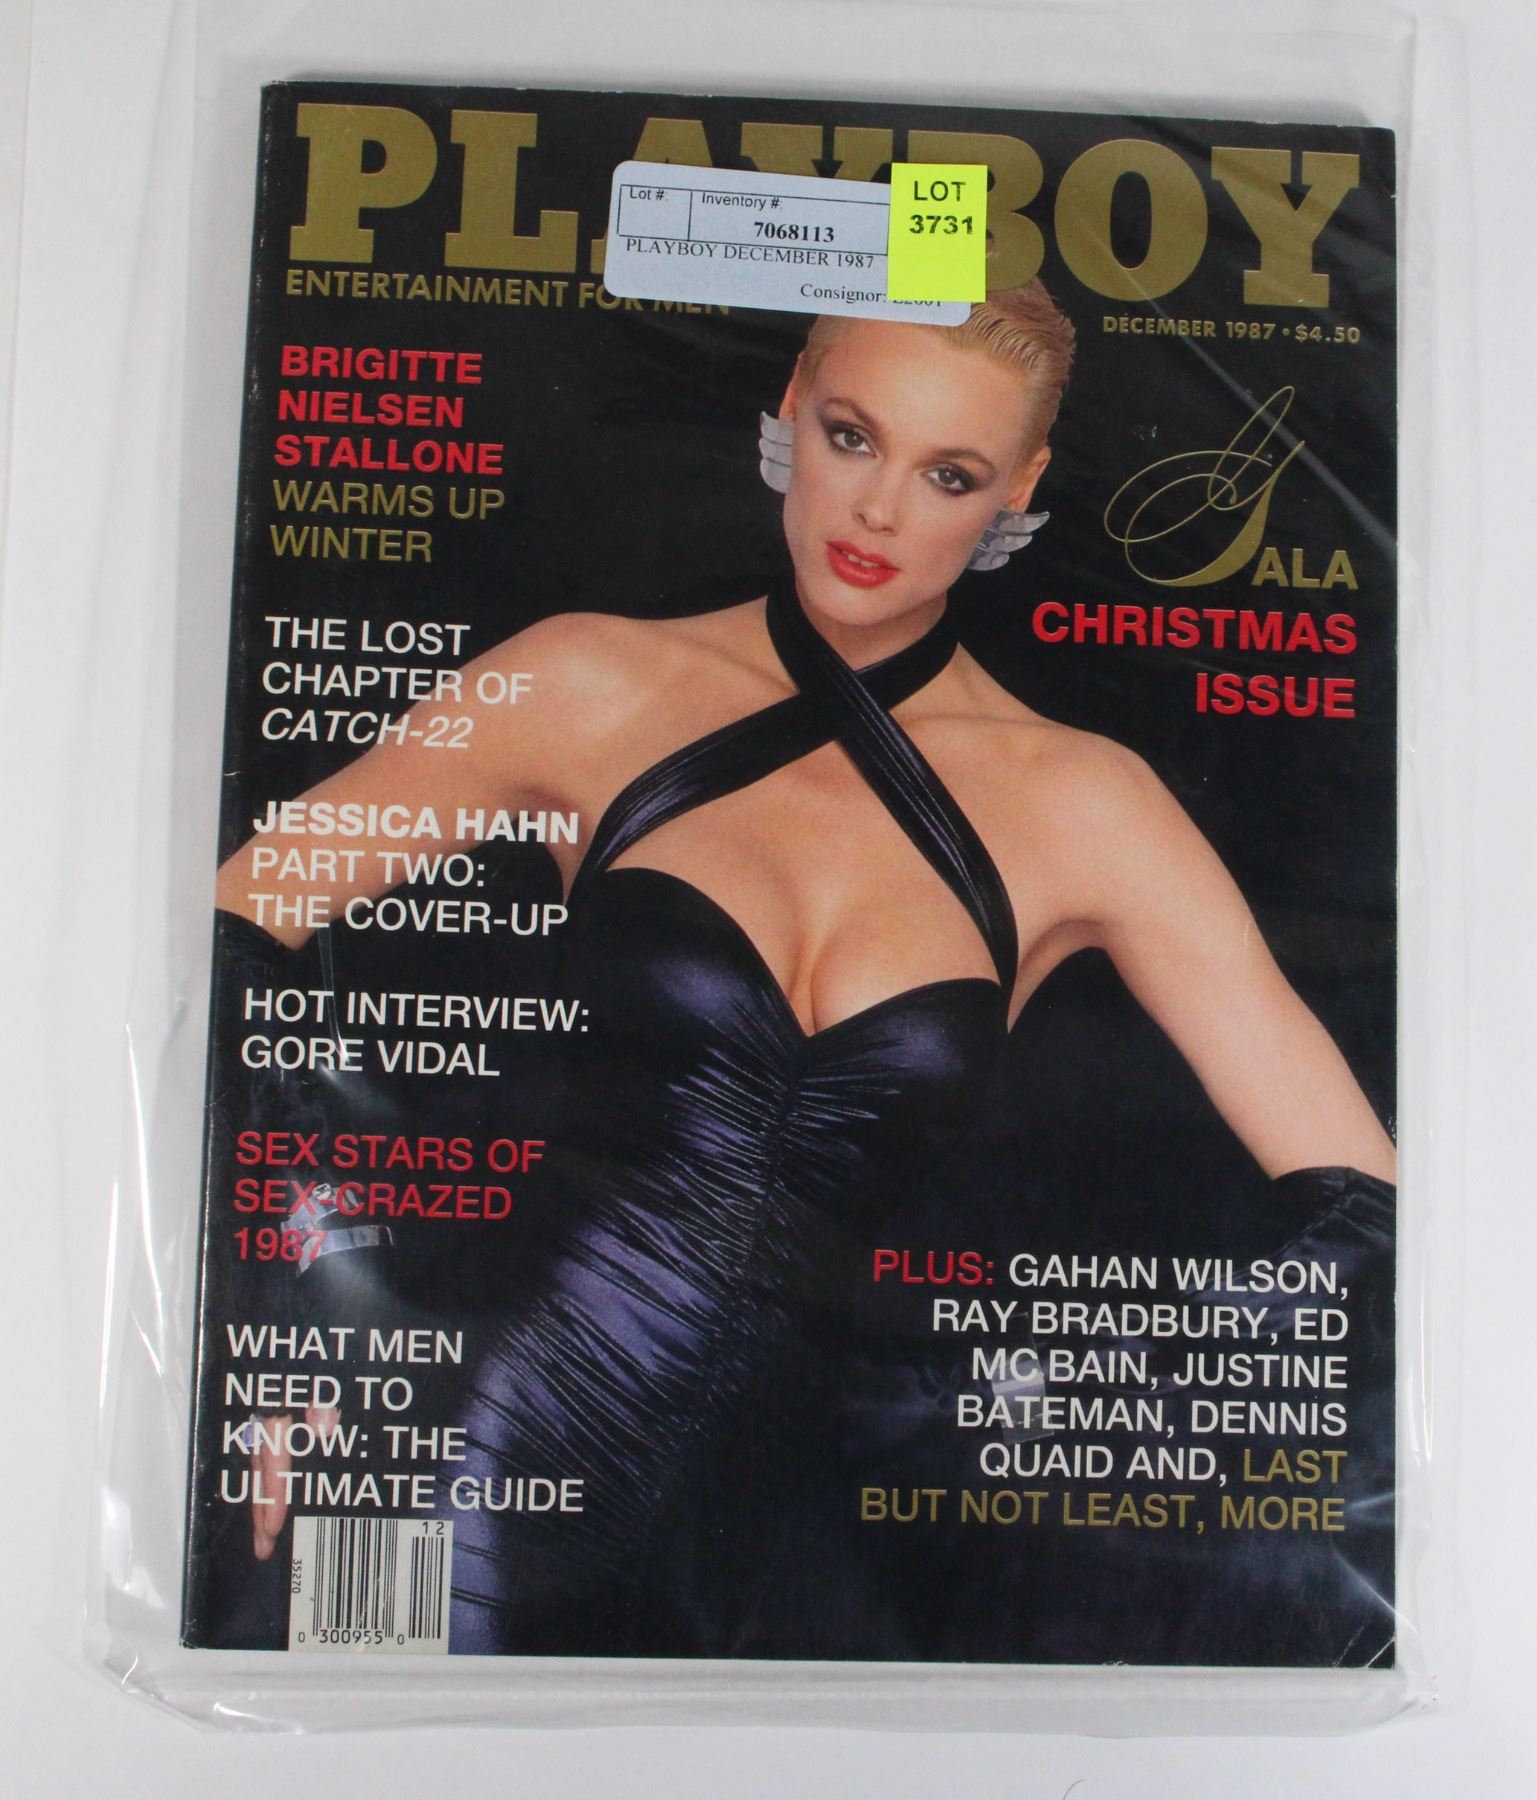 PLAYBOY
Lot #:
Inventory #:
7068113
PLAYBOY DECEMBER 1987
Consignor:
LOT
3731
ENTERTAINMENT FOR MEN
DECEMBER 1987 • $4.50
BRIGITTE
NIELSEN
STALLONE
WARMS UP
WINTER
GALA
CHRISTMAS
ISSUE
THE LOST
CHAPTER OF
CATCH-22
JESSICA HAHN
PART TWO:
THE COVER-UP
HOT INTERVIEW:
GORE VIDAL
SEX STARS OF
SEX-CRAZED
1987
WHAT MEN
NEED TO
KNOW: THE
ULTIMATE GUIDE
PLUS: GAHAN WILSON,
RAY BRADBURY, ED
MC BAIN, JUSTINE
BATEMAN, DENNIS
QUAID AND, LAST
BUT NOT LEAST, MORE
12
35270
0 300955 0